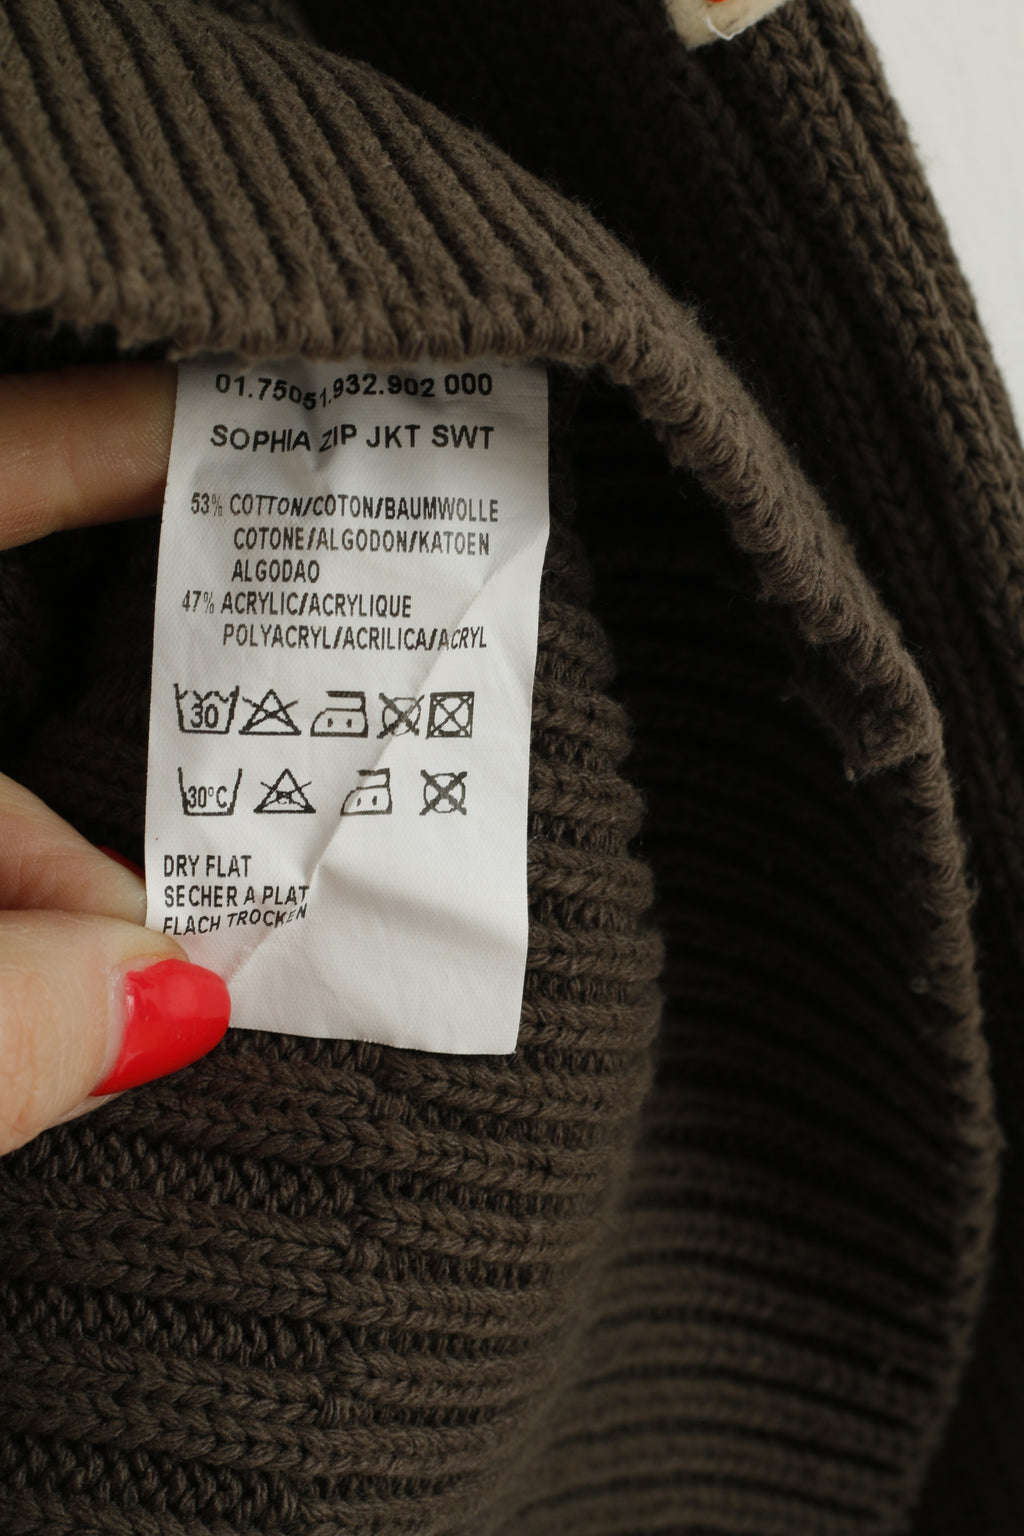 01.75051.932.902 000
SOPHIA ZIP JKT SWT
53% COTTON/COTON/BAUMWOLLE
COTONE/ALGODON/KATOEN
ALGODAO
47% ACRYLIC/ACRYLIQUE
POLYACRYL/ACRILICA/ACRYL
30
30°C
DRY FLAT
SECHER A PLAT
FLACH TROCKEN